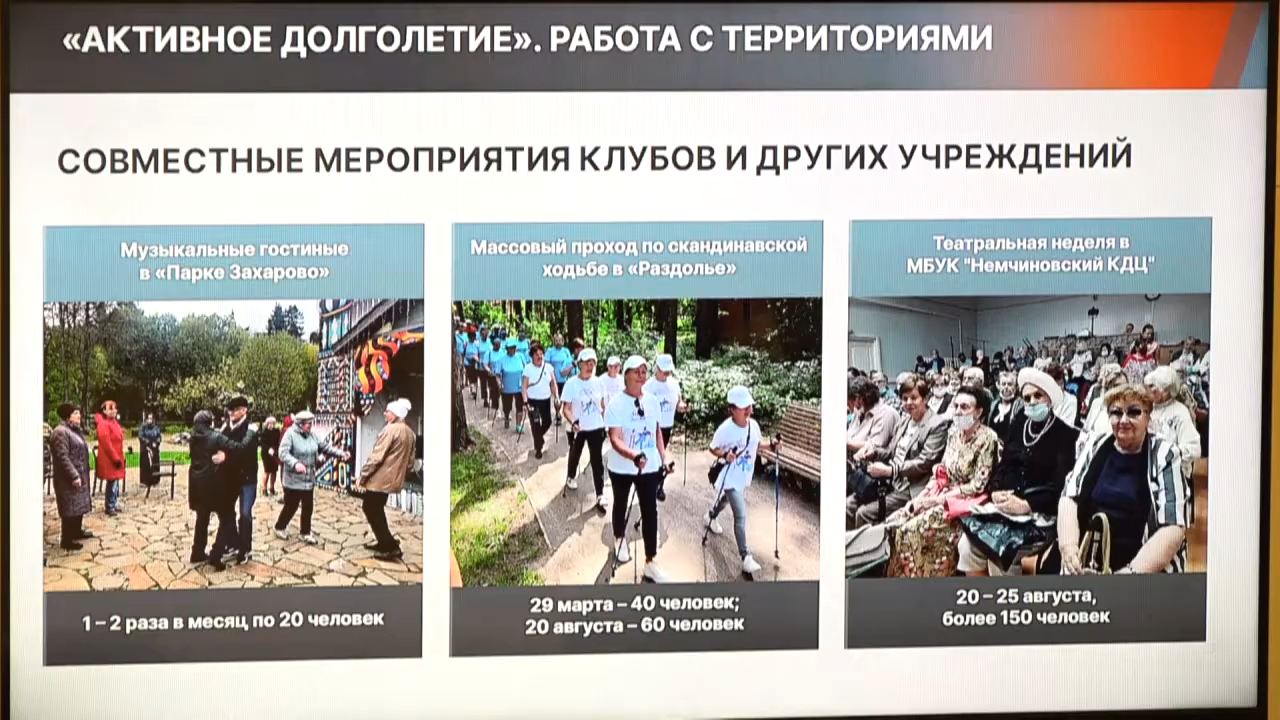 «АКТИВНОЕ ДОЛГОЛЕТИЕ». РАБОТА С ТЕРРИТОРИЯМИ
СОВМЕСТНЫЕ МЕРОПРИЯТИЯ КЛУБОВ И ДРУГИХ УЧРЕЖДЕНИЙ
Музыкальные гостиные
в «Парке Захарово»
1 – 2 раза в месяц по 20 человек
Массовый проход по скандинавской
ходьбе в «Раздолье»
29 марта – 40 человек;
20 августа – 60 человек
Театральная неделя в
МБУК "Немчиновский КДЦ"
20 – 25 августа,
более 150 человек